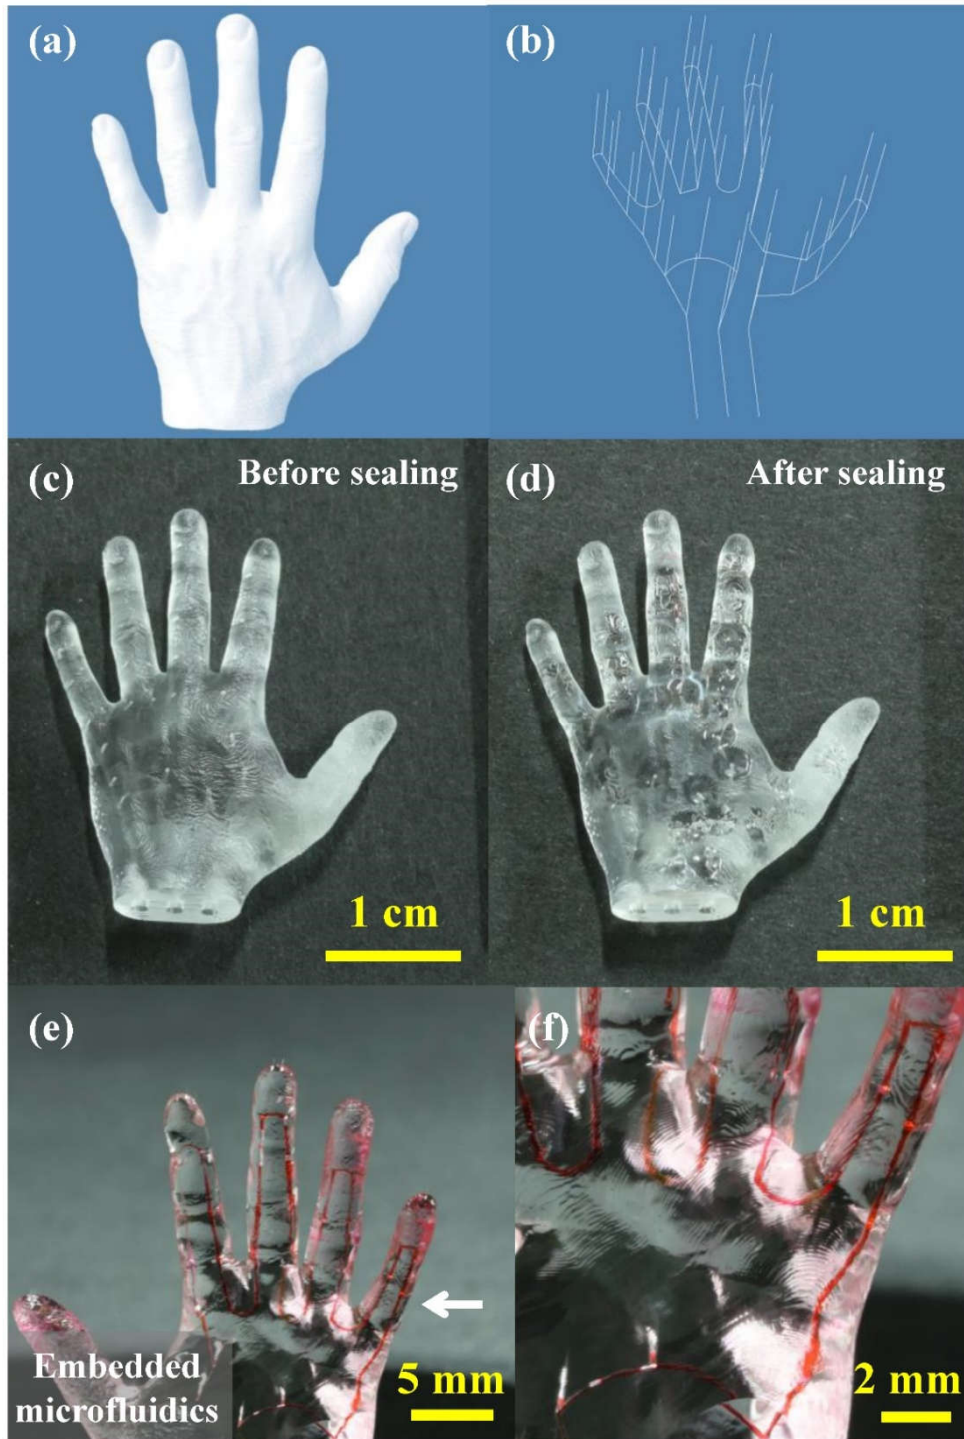 (a)
(b)
(c)
Before sealing
(d)
After sealing
1 cm
1 cm
(e)
(f)
Embedded
microfluidics
5 mm
2 mm